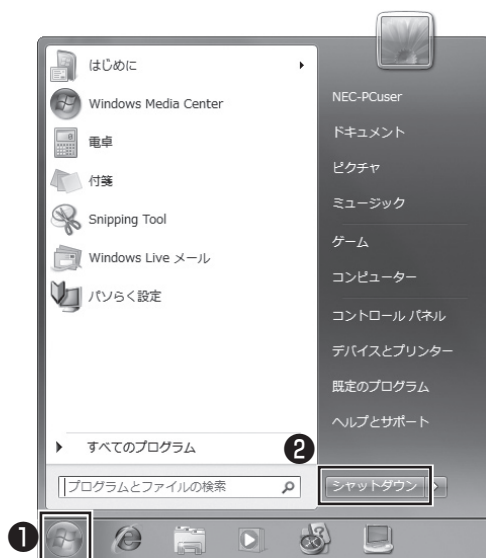 はじめに
Windows Media Center
電卓
付箋
Snipping Tool
Windows Live メール
パソらく設定
すべてのプログラム
プログラムとファイルの検索
NEC-PCuser
ドキュメント
ピクチャ
ミュージック
ゲーム
コンピューター
コントロール パネル
デバイスとプリンター
既定のプログラム
ヘルプとサポート
❷
シャットダウン
❶